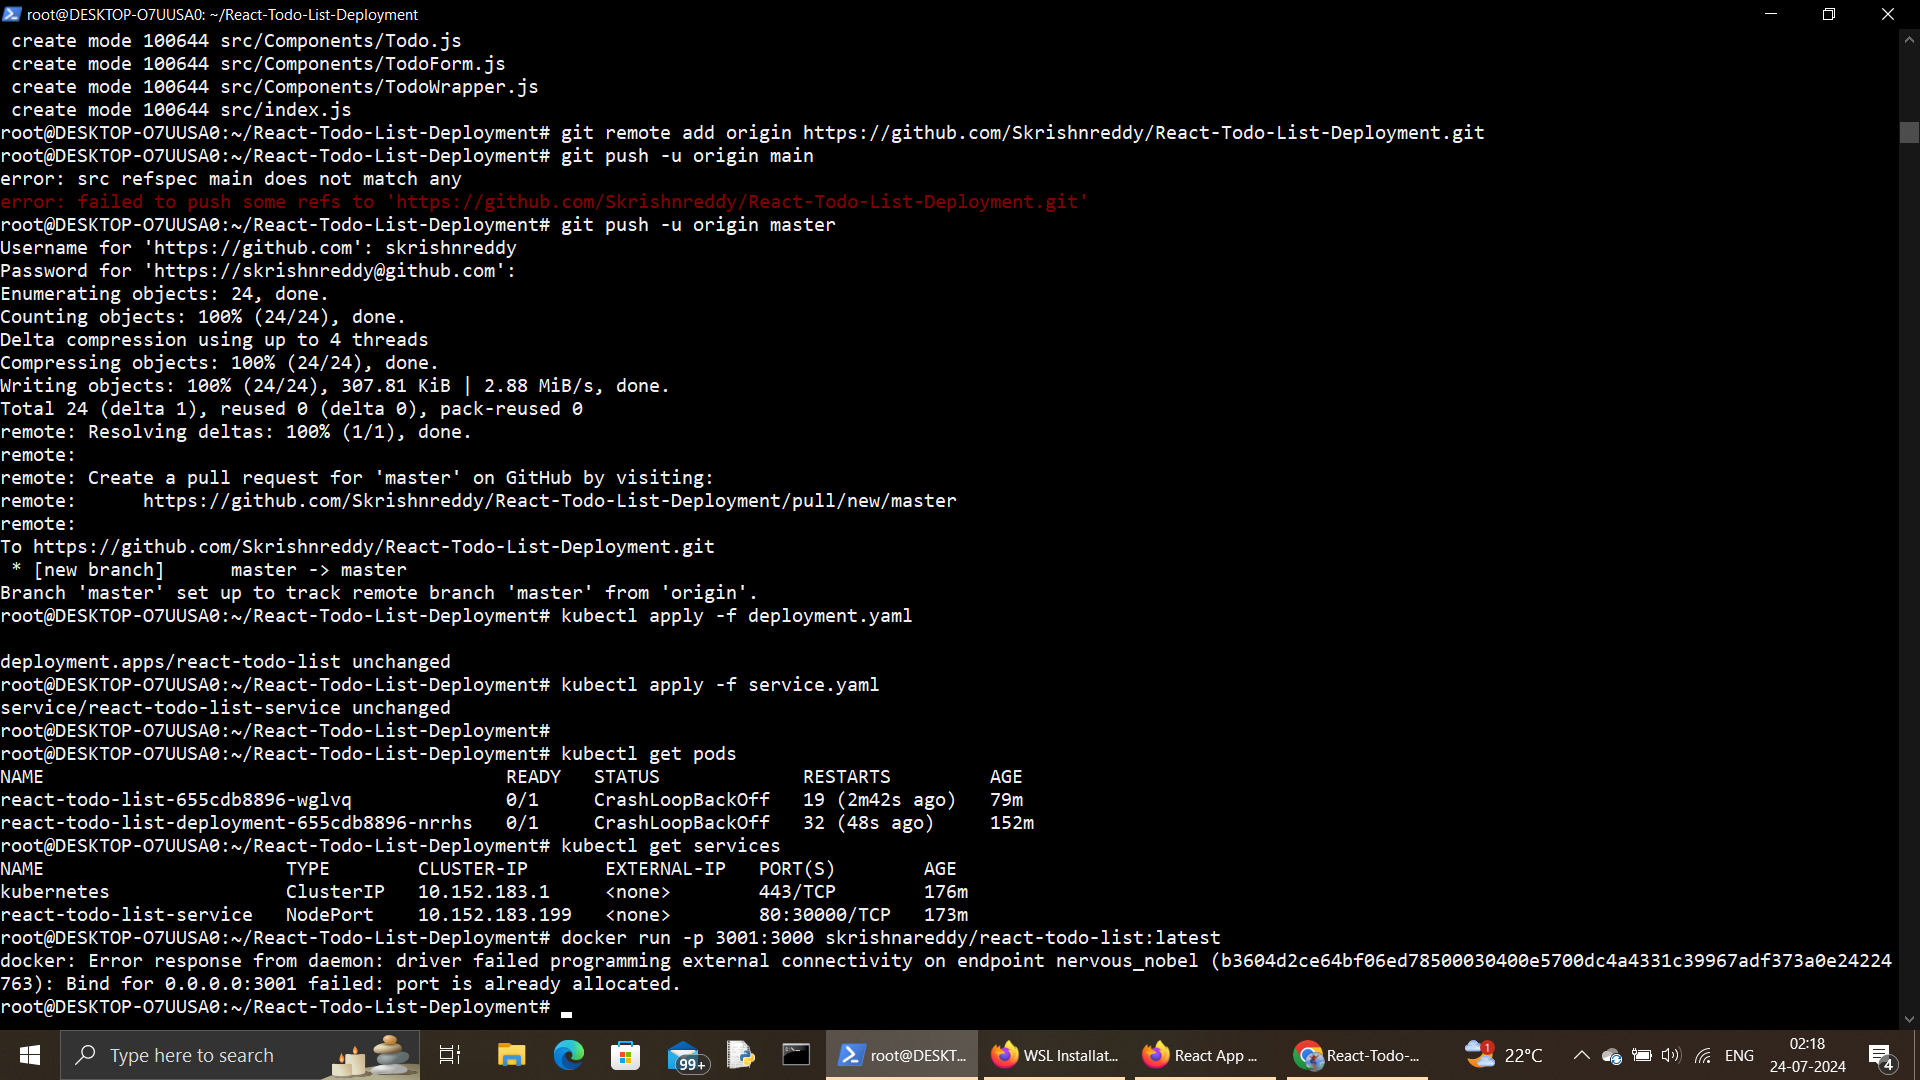 root@DESKTOP-O7UUSA0: ~/React-Todo-List-Deployment
 create mode 100644 src/Components/Todo.js
 create mode 100644 src/Components/TodoForm.js
 create mode 100644 src/Components/TodoWrapper.js
 create mode 100644 src/index.js
root@DESKTOP-O7UUSA0:~/React-Todo-List-Deployment# git remote add origin https://github.com/Skrishnreddy/React-Todo-List-Deployment.git
root@DESKTOP-O7UUSA0:~/React-Todo-List-Deployment# git push -u origin main
error: src refspec main does not match any
error: failed to push some refs to 'https://github.com/Skrishnreddy/React-Todo-List-Deployment.git'
root@DESKTOP-O7UUSA0:~/React-Todo-List-Deployment# git push -u origin master
Username for 'https://github.com': skrishnreddy
Password for 'https://skrishnreddy@github.com':
Enumerating objects: 24, done.
Counting objects: 100% (24/24), done.
Delta compression using up to 4 threads
Compressing objects: 100% (24/24), done.
Writing objects: 100% (24/24), 307.81 KiB | 2.88 MiB/s, done.
Total 24 (delta 1), reused 0 (delta 0), pack-reused 0
remote: Resolving deltas: 100% (1/1), done.
remote:
remote: Create a pull request for 'master' on GitHub by visiting:
remote:      https://github.com/Skrishnreddy/React-Todo-List-Deployment/pull/new/master
remote:
To https://github.com/Skrishnreddy/React-Todo-List-Deployment.git
 * [new branch]      master -> master
Branch 'master' set up to track remote branch 'master' from 'origin'.
root@DESKTOP-O7UUSA0:~/React-Todo-List-Deployment# kubectl apply -f deployment.yaml
deployment.apps/react-todo-list unchanged
root@DESKTOP-O7UUSA0:~/React-Todo-List-Deployment# kubectl apply -f service.yaml
service/react-todo-list-service unchanged
root@DESKTOP-O7UUSA0:~/React-Todo-List-Deployment#
root@DESKTOP-O7UUSA0:~/React-Todo-List-Deployment# kubectl get pods
NAME                                          READY   STATUS             RESTARTS         AGE
react-todo-list-655cdb8896-wglvq              0/1     CrashLoopBackOff   19 (2m42s ago)   79m
react-todo-list-deployment-655cdb8896-nrrhs   0/1     CrashLoopBackOff   32 (48s ago)     152m
root@DESKTOP-O7UUSA0:~/React-Todo-List-Deployment# kubectl get services
NAME                      TYPE        CLUSTER-IP       EXTERNAL-IP   PORT(S)        AGE
kubernetes                ClusterIP   10.152.183.1     <none>        443/TCP        176m
react-todo-list-service   NodePort    10.152.183.199   <none>        80:30000/TCP   173m
root@DESKTOP-O7UUSA0:~/React-Todo-List-Deployment# docker run -p 3001:3000 skrishnareddy/react-todo-list:latest
docker: Error response from daemon: driver failed programming external connectivity on endpoint nervous_nobel (b3604d2ce64bf06ed78500030400e5700dc4a4331c39967adf373a0e24224
763): Bind for 0.0.0.0:3001 failed: port is already allocated.
root@DESKTOP-O7UUSA0:~/React-Todo-List-Deployment#
Type here to search
99+
root@DESKT...
WSL Installat...
React App ...
React-Todo-...
1
22°C
ENG
02:18
24-07-2024
4